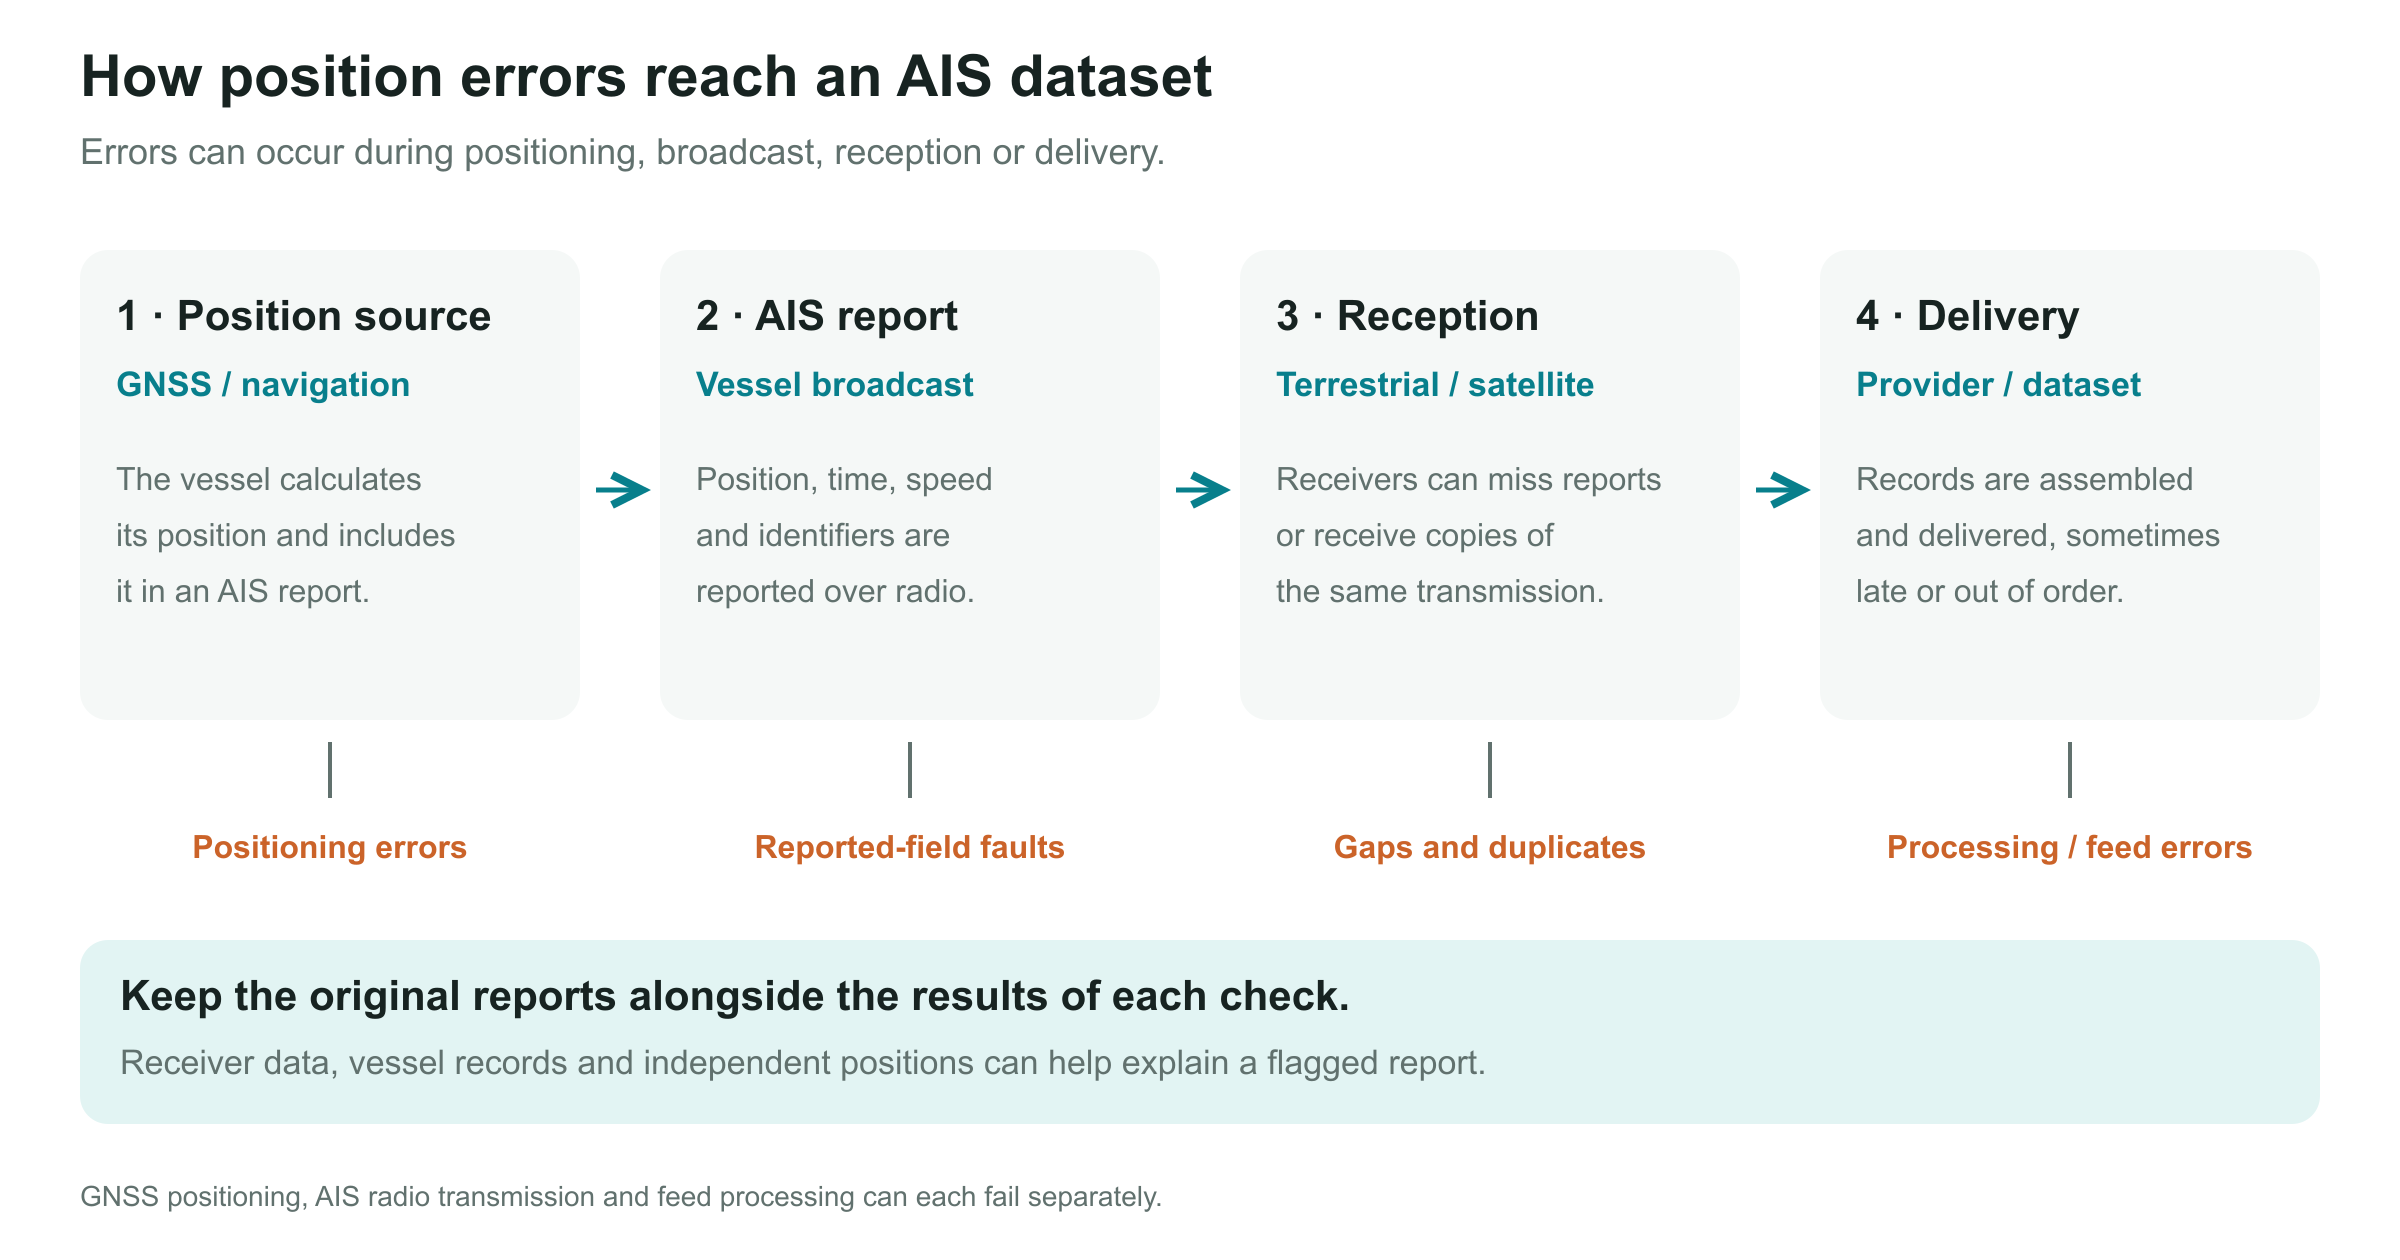 How position errors reach an AIS dataset
Errors can occur during positioning, broadcast, reception or delivery.
1 · Position source
GNSS / navigation
The vessel calculates
its position and includes
it in an AIS report.
2 · AIS report
Vessel broadcast
Position, time, speed
and identifiers are
reported over radio.
3 · Reception
Terrestrial / satellite
Receivers can miss reports
or receive copies of
the same transmission.
4 · Delivery
Provider / dataset
Records are assembled
and delivered, sometimes
late or out of order.
Positioning errors
Reported-field faults
Gaps and duplicates
Processing / feed errors
Keep the original reports alongside the results of each check.
Receiver data, vessel records and independent positions can help explain a flagged report.
GNSS positioning, AIS radio transmission and feed processing can each fail separately.